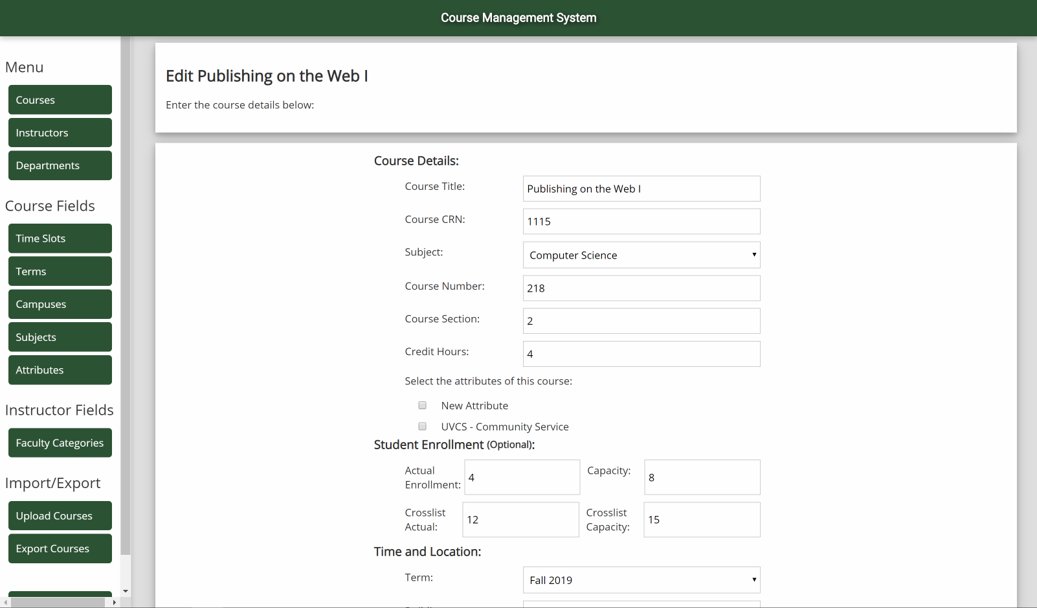 Course Management System
Menu
Courses
Instructors
Departments
Course Fields
Time Slots
Terms
Campuses
Subjects
Attributes
Instructor Fields
Faculty Categories
Import/Export
Upload Courses
Export Courses
Edit Publishing on the Web I
Enter the course details below:
Course Details:
Course Title: Publishing on the Web I
Course CRN: 1115
Subject: Computer Science
Course Number: 218
Course Section: 2
Credit Hours: 4
Select the attributes of this course:
New Attribute
UVCS - Community Service
Student Enrollment (Optional):
Actual Enrollment: 4 Capacity: 8
Crosslist Actual: 12 Crosslist Capacity: 15
Time and Location:
Term: Fall 2019